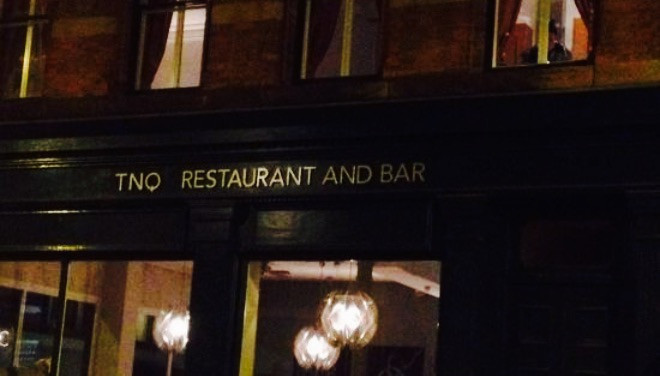 TNQ RESTAURANT AND BAR